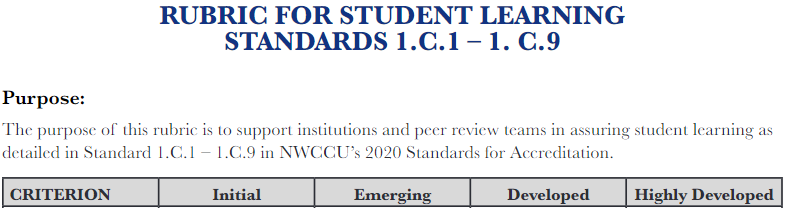 RUBRIC FOR STUDENT LEARNING
STANDARDS 1.C.1 – 1. C.9
Purpose:
The purpose of this rubric is to support institutions and peer review teams in assuring student learning as
detailed in Standard 1.C.1 – 1.C.9 in NWCCU's 2020 Standards for Accreditation.
CRITERION Initial Emerging Developed Highly Developed